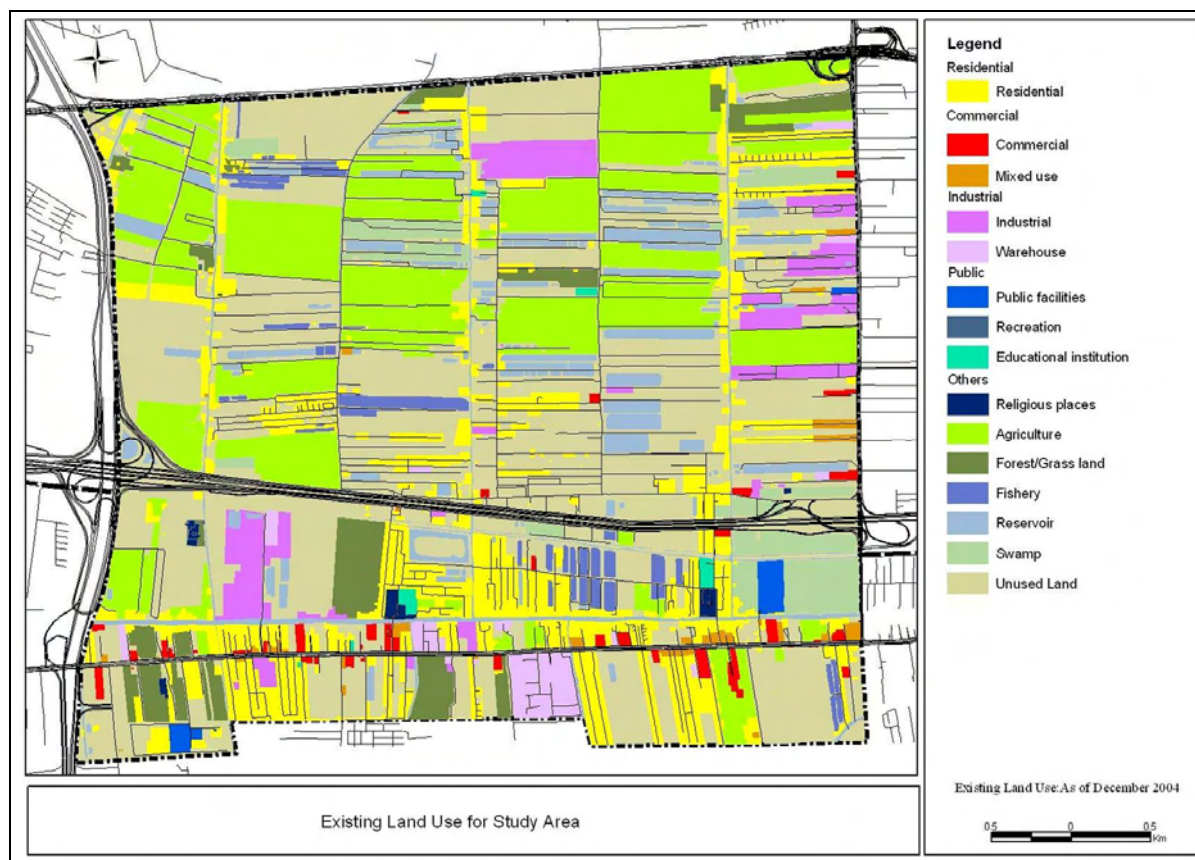 N
Legend
Residential
Residential
Commercial
Commercial
Mixed use
Industrial
Industrial
Warehouse
Public
Public facilities
Recreation
Educational institution
Others
Religious places
Agriculture
Forest/Grass land
Fishery
Reservoir
Swamp
Unused Land
Existing Land Use:As of December 2004
0.5 0 0.5
Km
Existing Land Use for Study Area